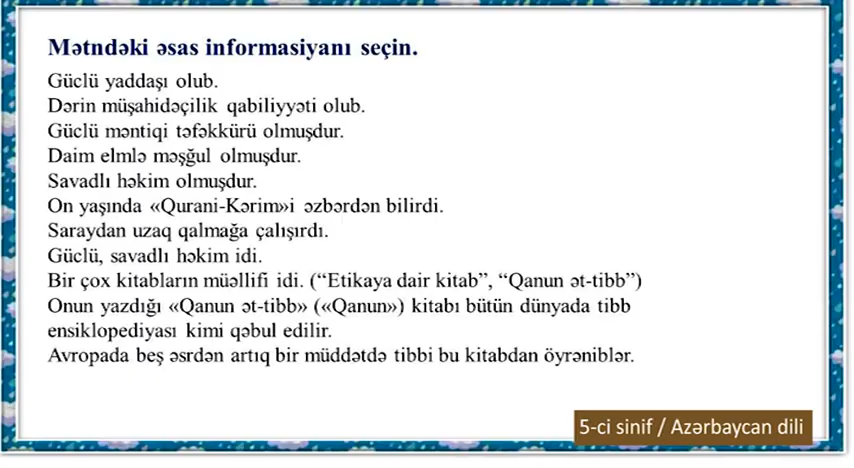 Mətndəki əsas informasiyanı seçin.
Güclü yaddaşı olub.
Dərin müşahidəçilik qabiliyyəti olub.
Güclü məntiqi təfəkkürü olmuşdur.
Daim elmlə məşğul olmuşdur.
Savadlı həkim olmuşdur.
On yaşında «Qurani-Kərim»i əzbərdən bilirdi.
Saraydan uzaq qalmağa çalışırdı.
Güclü, savadlı həkim idi.
Bir çox kitabların müəllifi idi. (“Etikaya dair kitab”, “Qanun ət-tibb”)
Onun yazdığı «Qanun ət-tibb» («Qanun») kitabı bütün dünyada tibb
ensiklopediyası kimi qəbul edilir.
Avropada beş əsrdən artıq bir müddətdə tibbi bu kitabdan öyrəniblər.
5-ci sinif / Azərbaycan dili